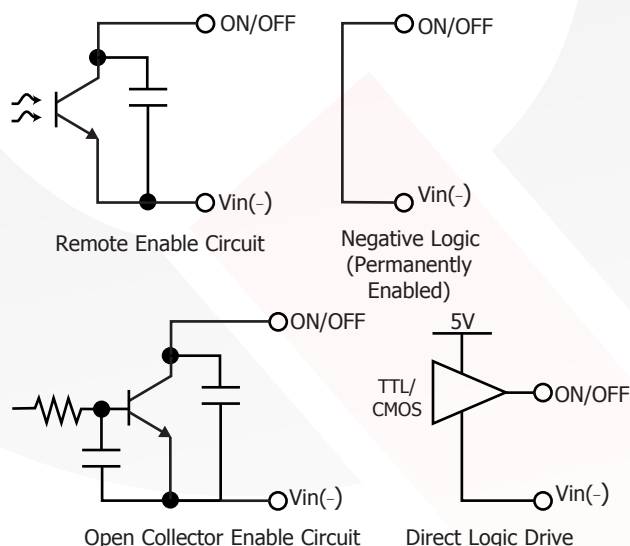 ON/OFF
Vin(-)
Remote Enable Circuit
ON/OFF
Vin(-)
Negative Logic
(Permanently
Enabled)
ON/OFF
Vin(-)
Open Collector Enable Circuit
5V
TTL/
CMOS
ON/OFF
Vin(-)
Direct Logic Drive